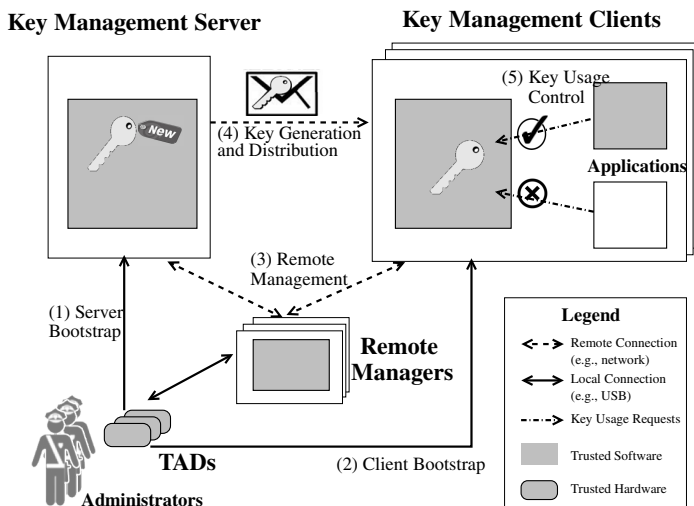 Key Management Server
Key Management Clients
New
(4) Key Generation
and Distribution
(5) Key Usage
Control
Applications
(3) Remote
Management
(1) Server
Bootstrap
Remote
Managers
TADs
(2) Client Bootstrap
Administrators
Legend
Remote Connection
(e.g., network)
Local Connection
(e.g., USB)
Key Usage Requests
Trusted Software
Trusted Hardware